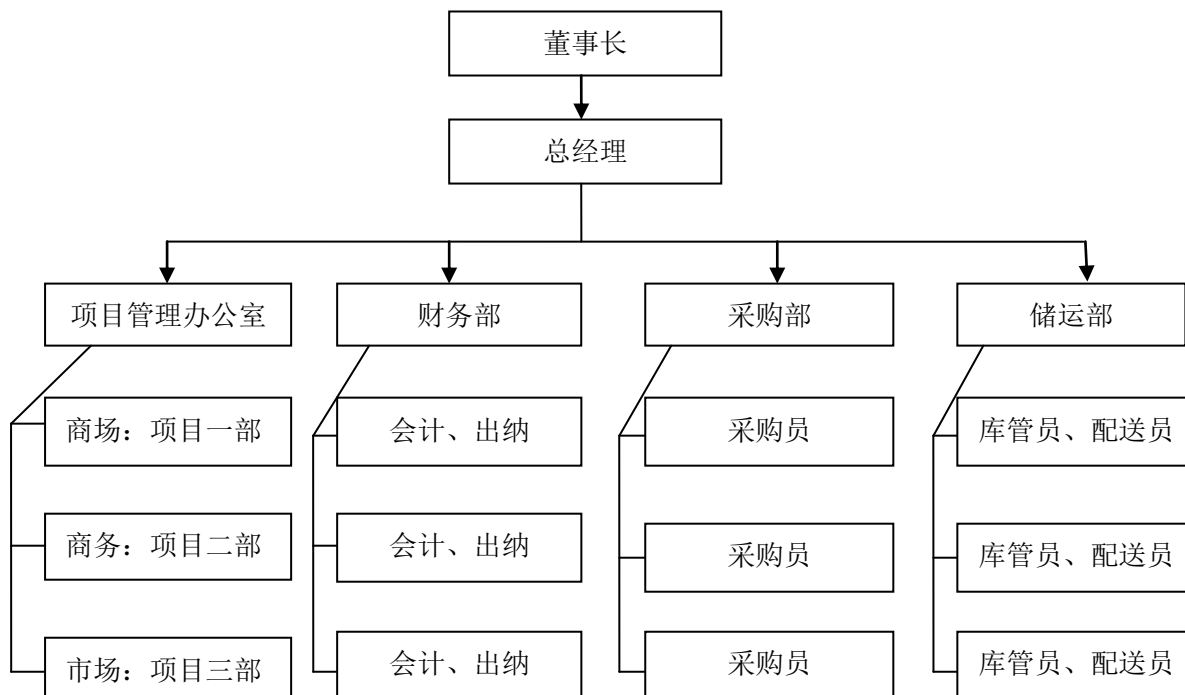 董事长
总经理
项目管理办公室
财务部
采购部
储运部
商场：项目一部
会计、出纳
采购员
库管员、配送员
商务：项目二部
会计、出纳
采购员
库管员、配送员
市场：项目三部
会计、出纳
采购员
库管员、配送员